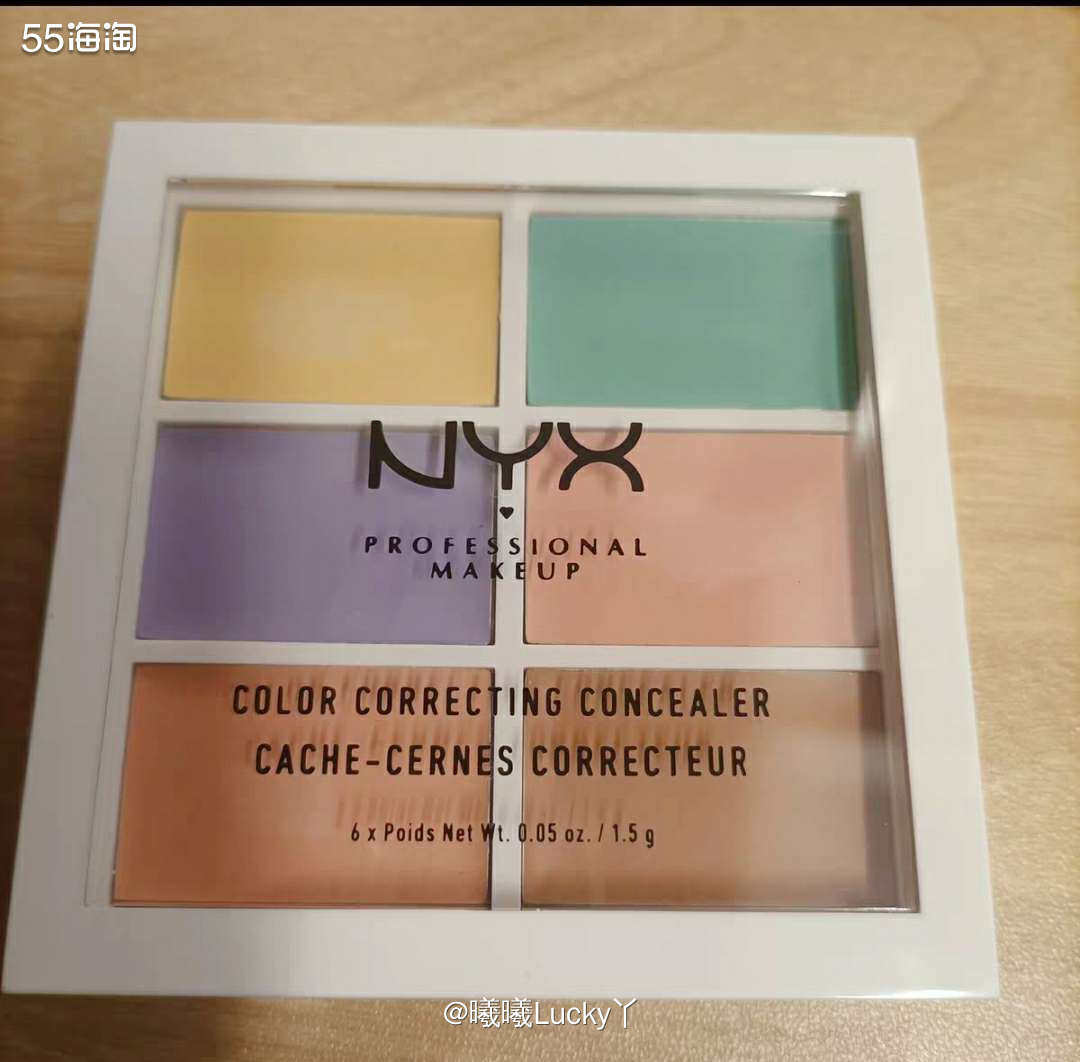 55海淘
NYX
PROFESSIONAL
MAKEUP
COLOR CORRECTING CONCEALER
CACHE-CERNES CORRECTEUR
6 x Poids Net Wt. 0.05 oz. / 1.5 g
@曦曦Lucky丫